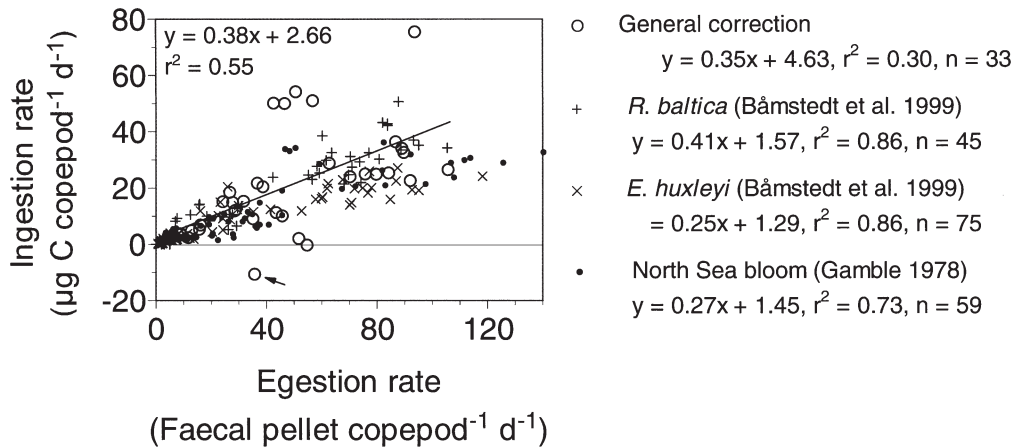 y = 0.38x + 2.66
r² = 0.55
Ingestion rate
(µg C copepod⁻¹ d⁻¹)
80
60
40
20
0
-20
0
40
80
120
Egestion rate
(Faecal pellet copepod⁻¹ d⁻¹)
General correction
y = 0.35x + 4.63, r² = 0.30, n = 33
R. baltica (Båmstedt et al. 1999)
y = 0.41x + 1.57, r² = 0.86, n = 45
E. huxleyi (Båmstedt et al. 1999)
= 0.25x + 1.29, r² = 0.86, n = 75
North Sea bloom (Gamble 1978)
y = 0.27x + 1.45, r² = 0.73, n = 59